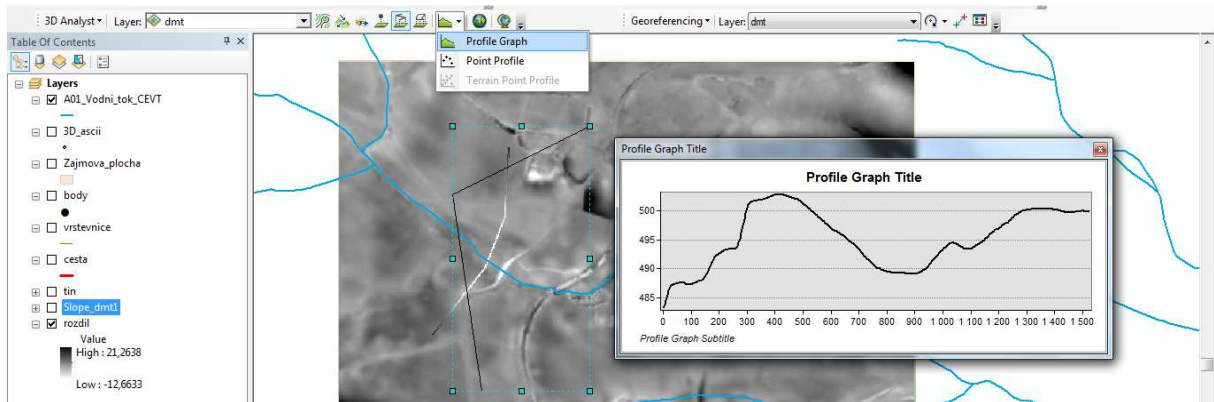 3D Analyst Layer: dmt
Georeferencing Layer: dmt
Table Of Contents
Layers
A01_Vodni_tok_CEVT
3D_ascii
Zajmova_plocha
body
vrstevnice
cesta
tin
Slope_dmt1
rozdil
Value
High : 21,2638
Low : -12,6633
Profile Graph
Point Profile
Terrain Point Profile
Profile Graph Title
Profile Graph Title
500
495
490
485
0 100 200 300 400 500 600 700 800 900 1 000 1 100 1 200 1 300 1 400 1 500
Profile Graph Subtitle